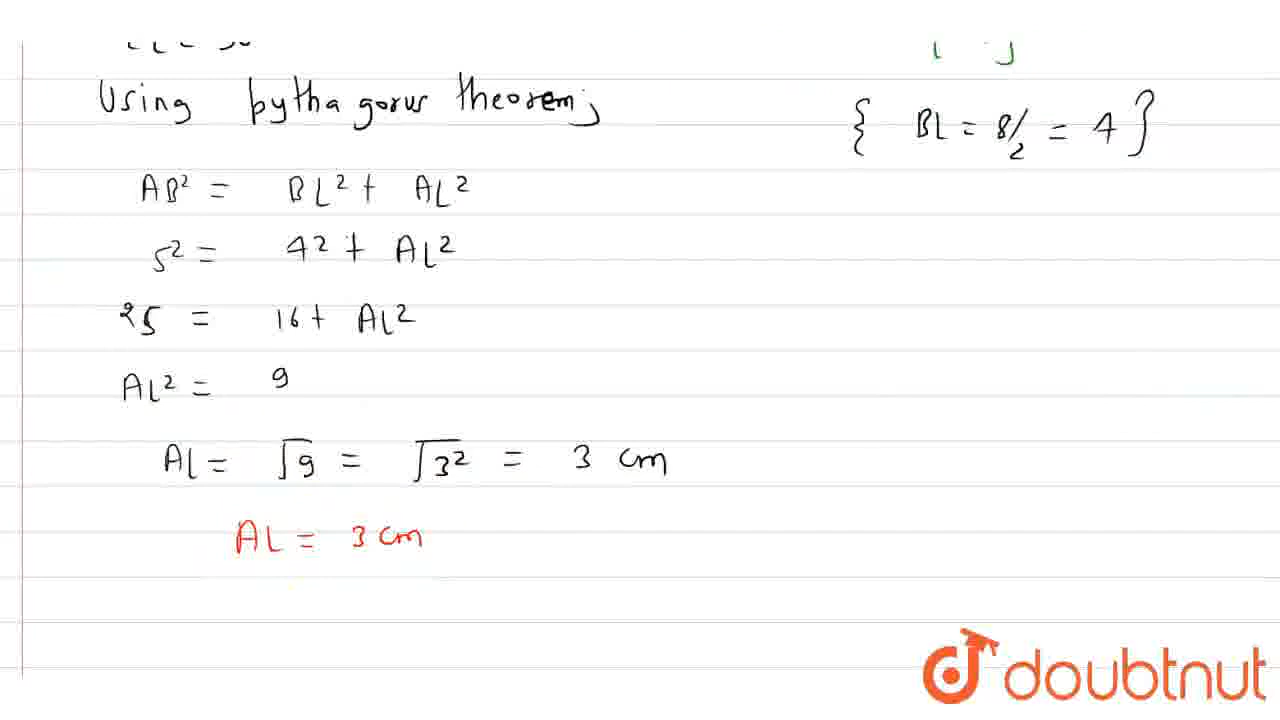 Using pythagorus theorem;
{ BL = 8/2 = 4 }
AB² = BL² + AL²
5² = 4² + AL²
25 = 16 + AL²
AL² = 9
AL = √9 = √3² = 3 cm
AL = 3 cm
doubtnut